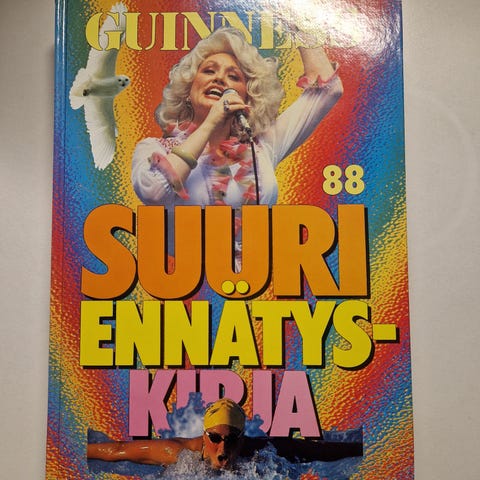 GUINNESS
88
SUURI
ENNÄTYS-
KIRJA